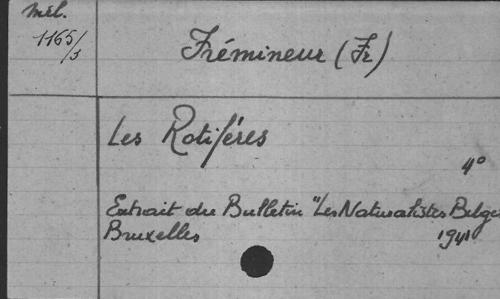 Mél.
1165/3
Frémineur (Fr)
Les Rotifères
4°
Extrait du Bulletin "Les Naturalistes Belges
Bruxelles 1941